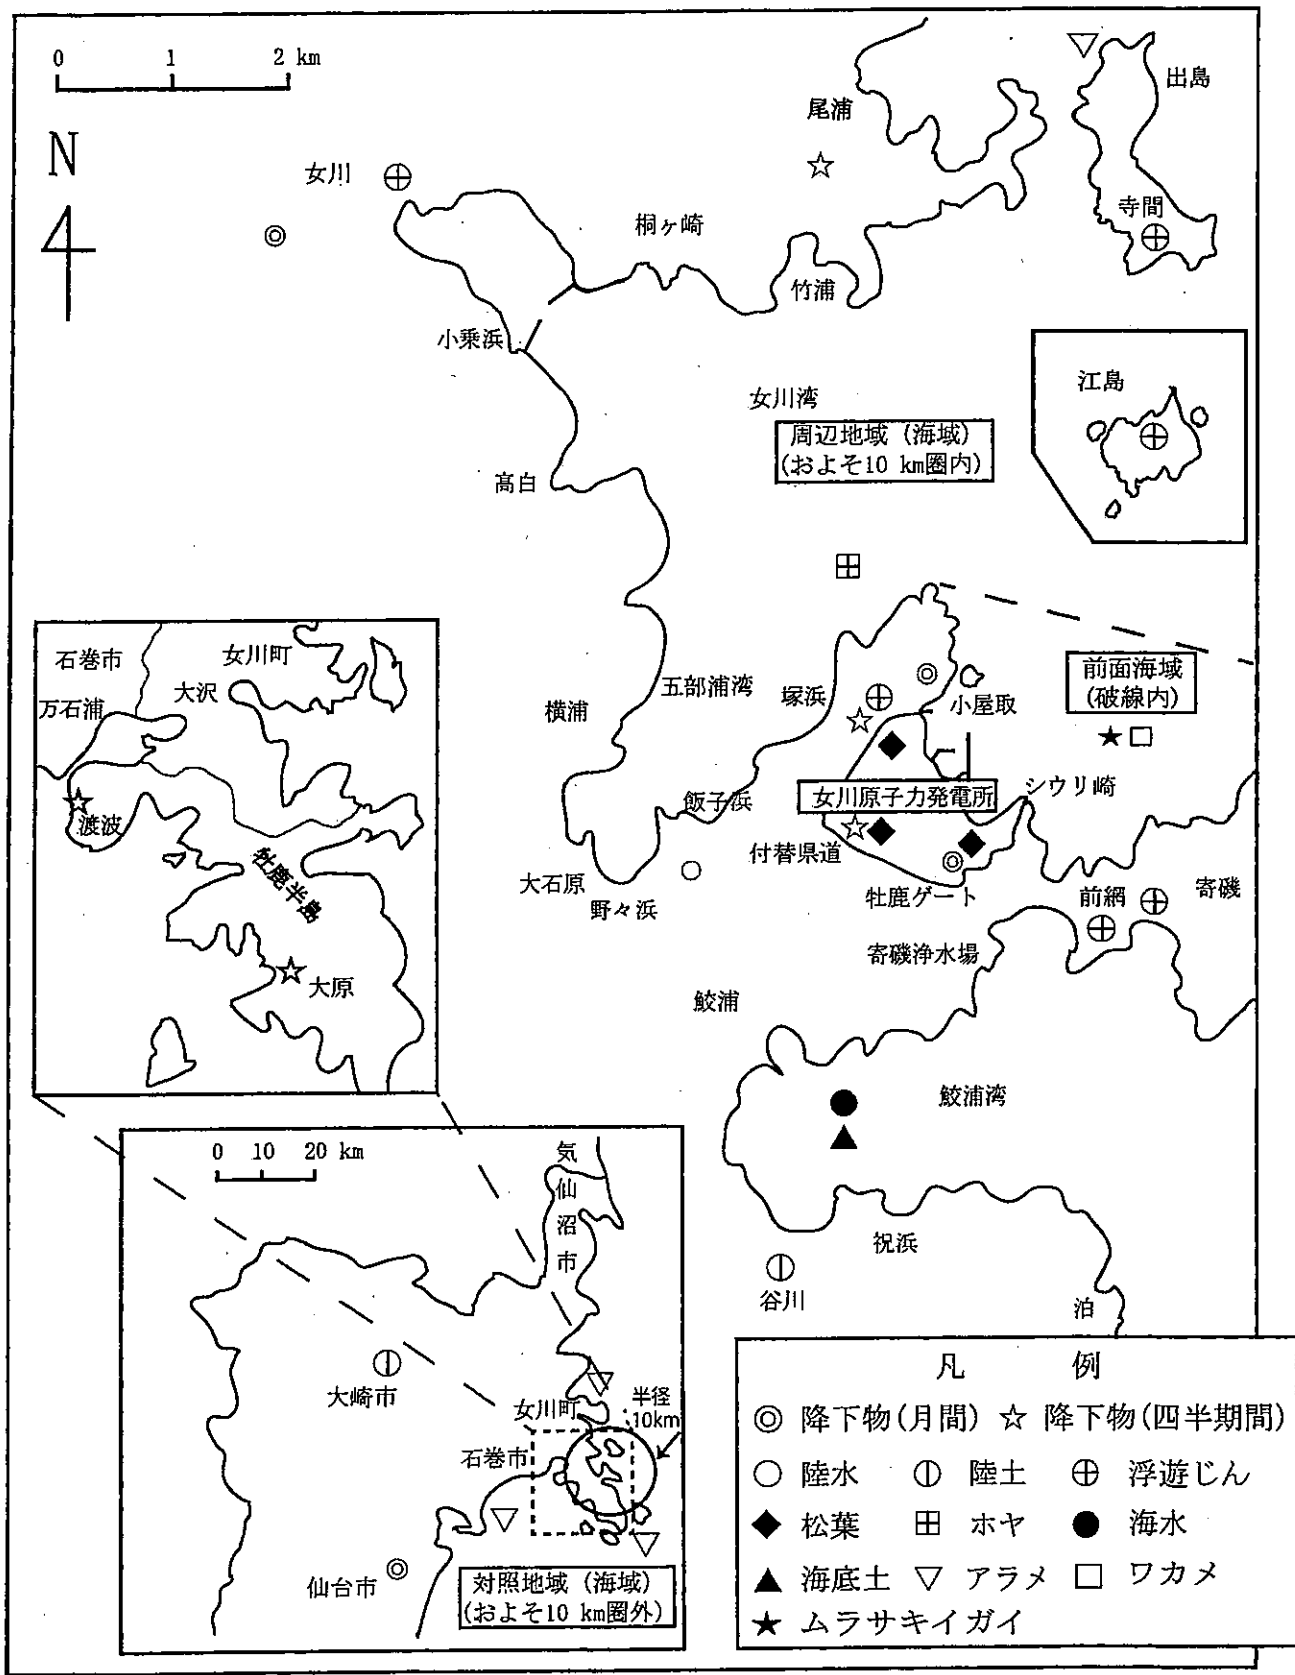 0 1 2 km
N
尾浦
出島
女川
寺間
桐ヶ崎
竹浦
小乗浜
江島
女川湾
周辺地域（海域）
(およそ10 km圏内)
高白
石巻市
女川町
大沢
万石浦
渡波
牡鹿半島
大原
五部浦湾
横浦
塚浜
小屋取
前面海域
(破線内)
飯子浜
女川原子力発電所
シウリ崎
付替県道
大石原
野々浜
牡鹿ゲート
前網
寄磯
寄磯浄水場
鮫浦
鮫浦湾
祝浜
谷川
泊
0 10 20 km
気仙沼市
大崎市
女川町
半径
10km
石巻市
仙台市
対照地域（海域）
(およそ10 km圏外)
凡 例
◎ 降下物(月間) ☆ 降下物(四半期間)
○ 陸水 ⦶ 陸土 ⊕ 浮遊じん
◆ 松葉 ⊞ ホヤ ● 海水
▲ 海底土 ▽ アラメ □ ワカメ
★ ムラサキイガイ